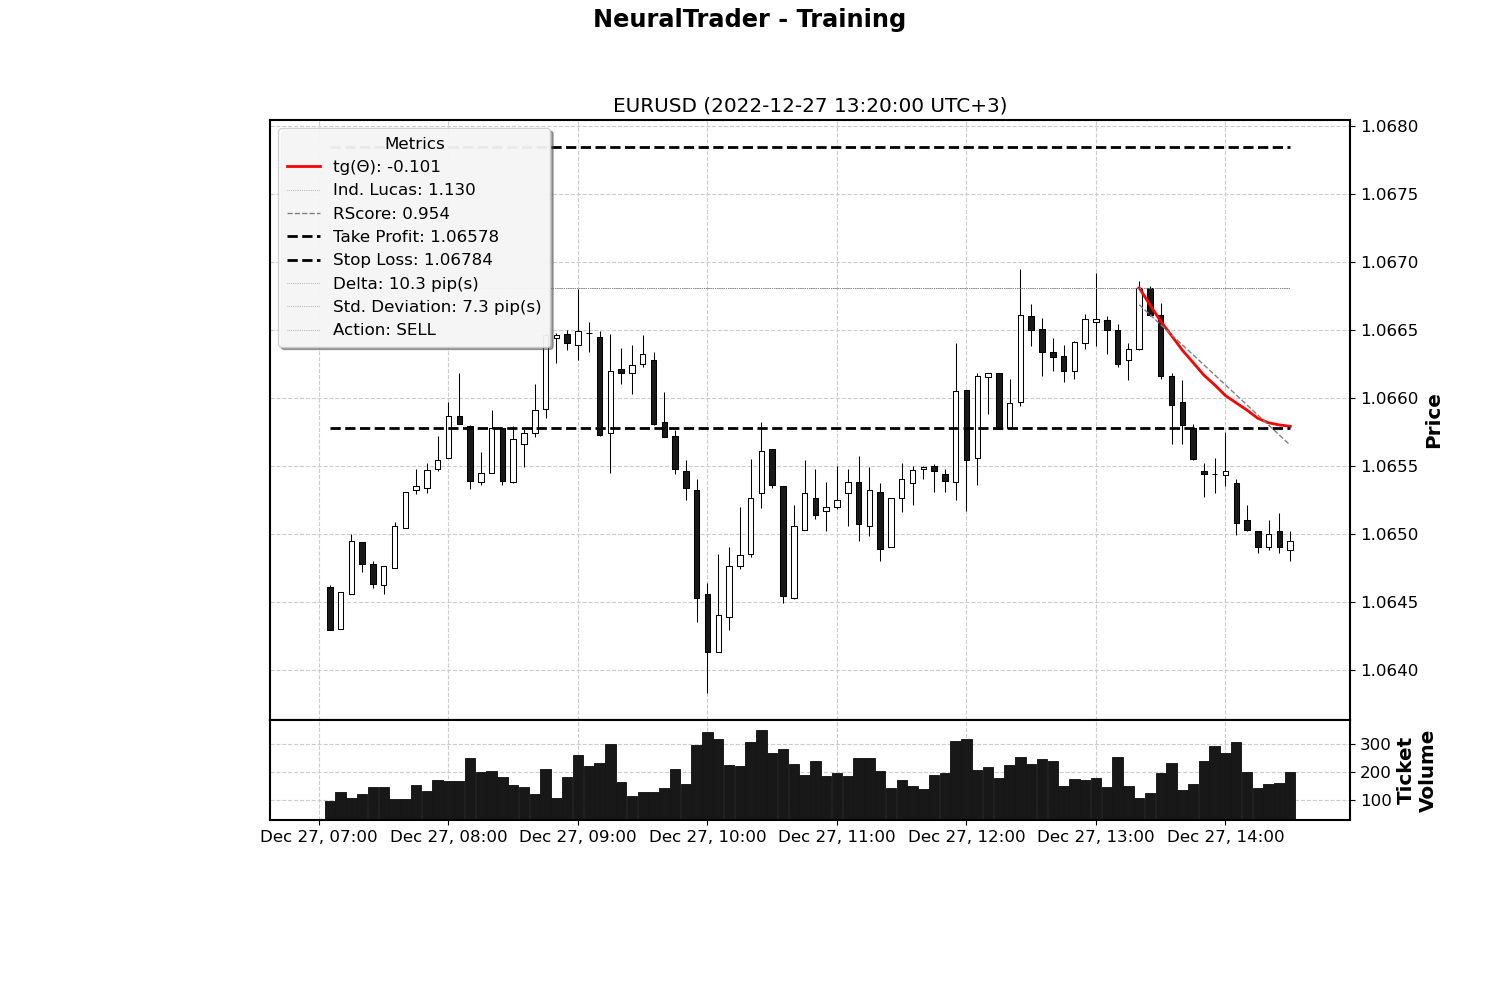 NeuralTrader - Training
EURUSD (2022-12-27 13:20:00 UTC+3)
Metrics
tg(Θ): -0.101
Ind. Lucas: 1.130
RScore: 0.954
Take Profit: 1.06578
Stop Loss: 1.06784
Delta: 10.3 pip(s)
Std. Deviation: 7.3 pip(s)
Action: SELL
1.0680
1.0675
1.0670
1.0665
1.0660
1.0655
1.0650
1.0645
1.0640
Price
300
200
100
Ticket
Volume
Dec 27, 07:00 Dec 27, 08:00 Dec 27, 09:00 Dec 27, 10:00 Dec 27, 11:00 Dec 27, 12:00 Dec 27, 13:00 Dec 27, 14:00